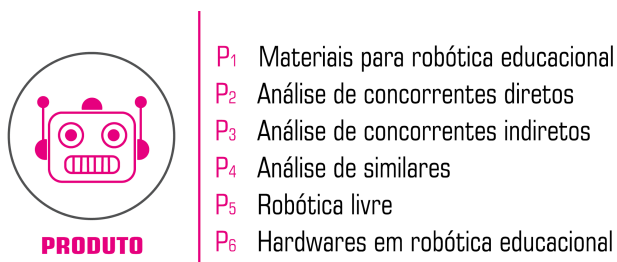 P1 Materiais para robótica educacional
P2 Análise de concorrentes diretos
P3 Análise de concorrentes indiretos
P4 Análise de similares
P5 Robótica livre
P6 Hardwares em robótica educacional
PRODUTO